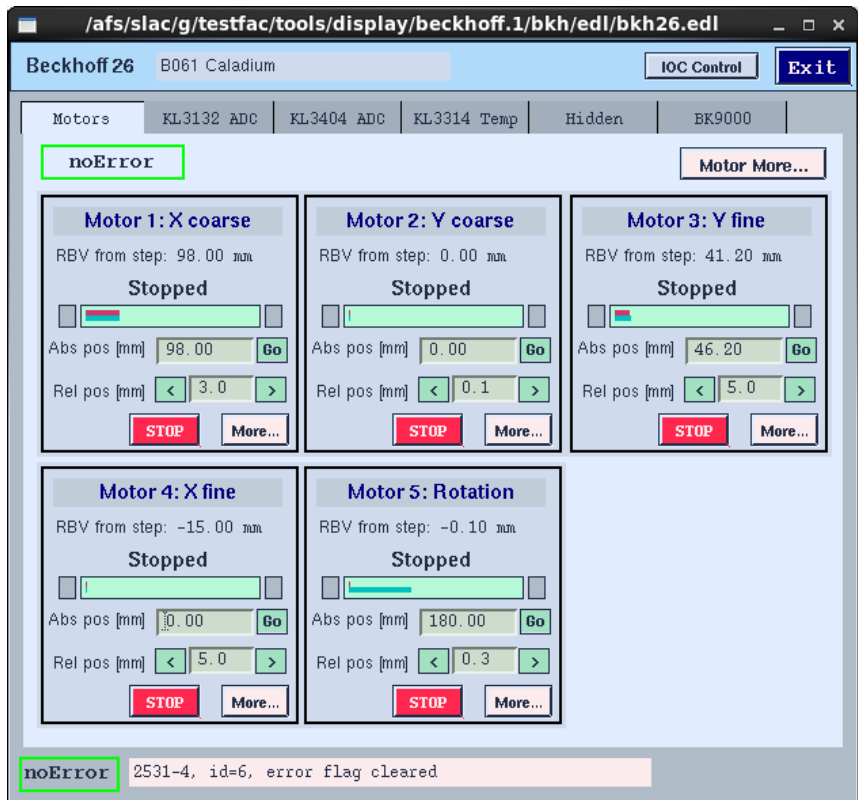 /afs/slac/g/testfac/tools/display/beckhoff.1/bkh/edl/bkh26.edl
Beckhoff 26 B061 Caladium IOC Control Exit
Motors KL3132 ADC KL3404 ADC KL3314 Temp Hidden BK9000
noError Motor More...
Motor 1: X coarse
RBV from step: 98.00 mm
Stopped
Abs pos [mm] 98.00 Go
Rel pos [mm] < 3.0 >
STOP More...
Motor 2: Y coarse
RBV from step: 0.00 mm
Stopped
Abs pos [mm] 0.00 Go
Rel pos [mm] < 0.1 >
STOP More...
Motor 3: Y fine
RBV from step: 41.20 mm
Stopped
Abs pos [mm] 46.20 Go
Rel pos [mm] < 5.0 >
STOP More...
Motor 4: X fine
RBV from step: -15.00 mm
Stopped
Abs pos [mm] 0.00 Go
Rel pos [mm] < 5.0 >
STOP More...
Motor 5: Rotation
RBV from step: -0.10 mm
Stopped
Abs pos [mm] 180.00 Go
Rel pos [mm] < 0.3 >
STOP More...
noError 2531-4, id=6, error flag cleared